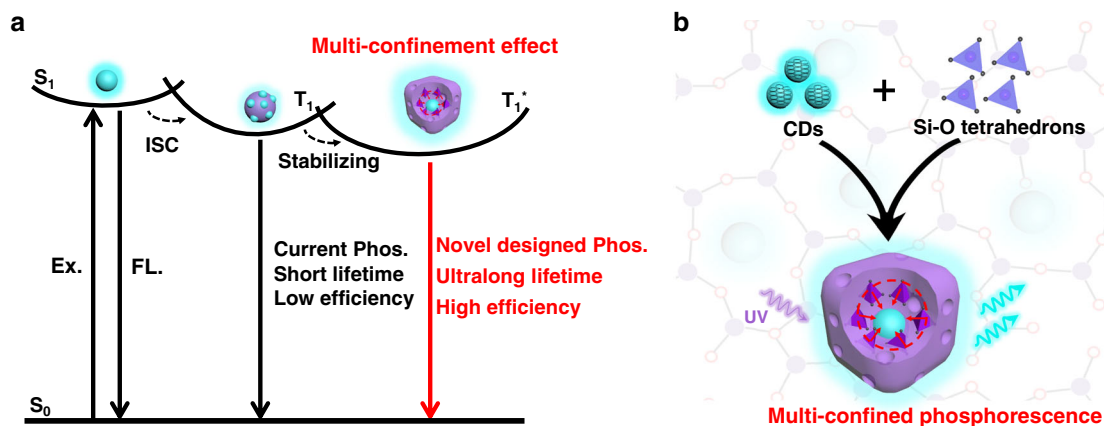 a
Multi-confinement effect
S1
T1
T1*
ISC
Stabilizing
Ex.
FL.
Current Phos.
Short lifetime
Low efficiency
Novel designed Phos.
Ultralong lifetime
High efficiency
S0
b
+
CDs
Si-O tetrahedrons
UV
Multi-confined phosphorescence